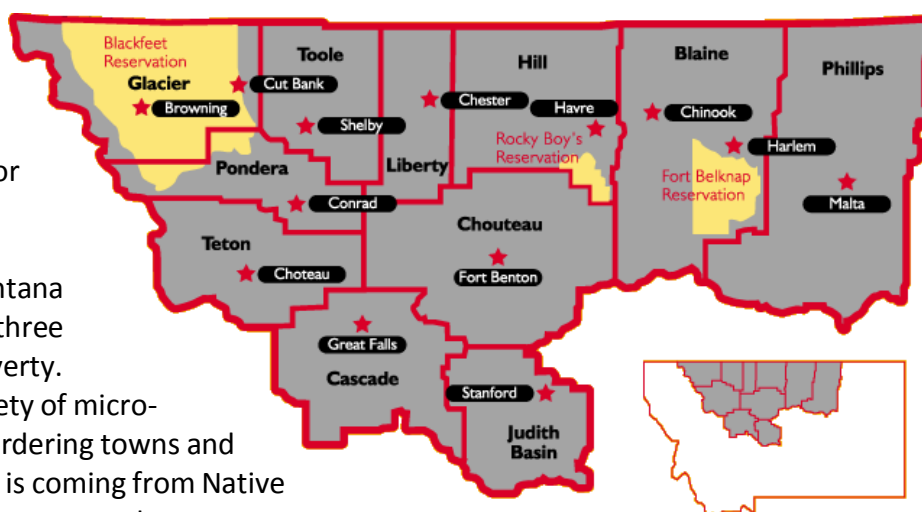 Blackfeet
Reservation
Glacier
Browning
Cut Bank
Toole
Shelby
Liberty
Hill
Chester
Havre
Rocky Boy's
Reservation
Blaine
Chinook
Harlem
Fort Belknap
Reservation
Phillips
Malta
Pondera
Conrad
Teton
Choteau
Chouteau
Fort Benton
Great Falls
Cascade
Stanford
Judith
Basin
or
ntana
three
verty.
ety of micro-
rdering towns and
is coming from Native